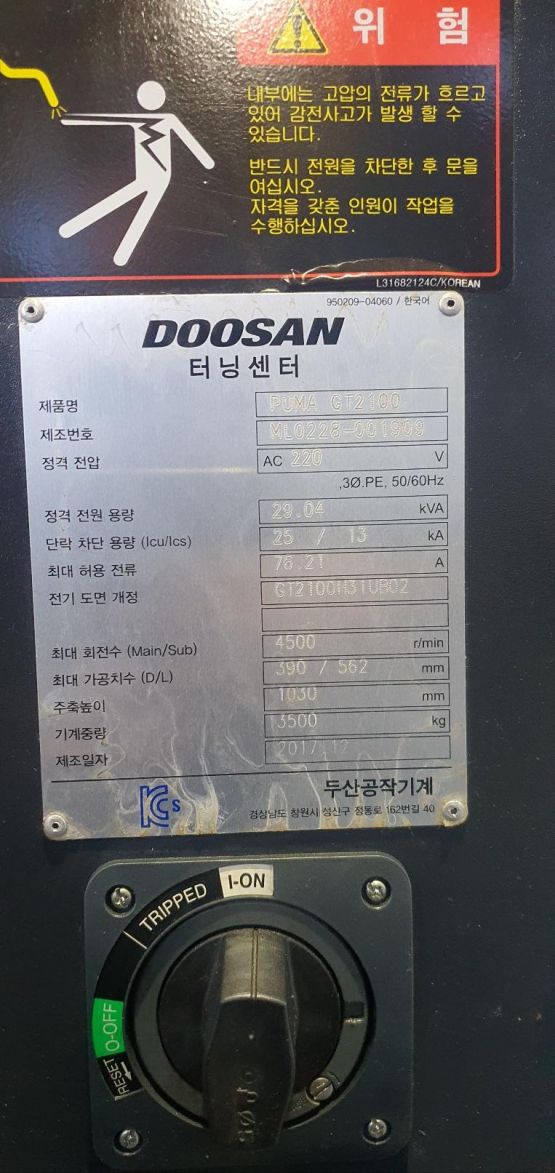 위 험
내부에는 고압의 전류가 흐르고
있어 감전사고가 발생 할 수
있습니다.
반드시 전원을 차단한 후 문을
여십시오.
자격을 갖춘 인원이 작업을
수행하십시오.
L31682124C/KOREAN
950209-04060 / 한국어
DOOSAN
터닝센터
제품명 PUMA GT2100
제조번호 ML0228-001909
정격 전압 AC 220 V
,3Ø.PE, 50/60Hz
정격 전원 용량 29.04 kVA
단락 차단 용량 (Icu/Ics) 25 / 13 kA
최대 허용 전류 76.21 A
전기 도면 개정 GT2100H31UB02
최대 회전수 (Main/Sub) 4500 r/min
최대 가공치수 (D/L) 390 / 562 mm
주축높이 1030 mm
기계중량 3500 kg
제조일자 2017.12
두산공작기계
경상남도 창원시 성산구 정동로 162번길 40
KCs
TRIPPED I-ON
O-OFF
RESET